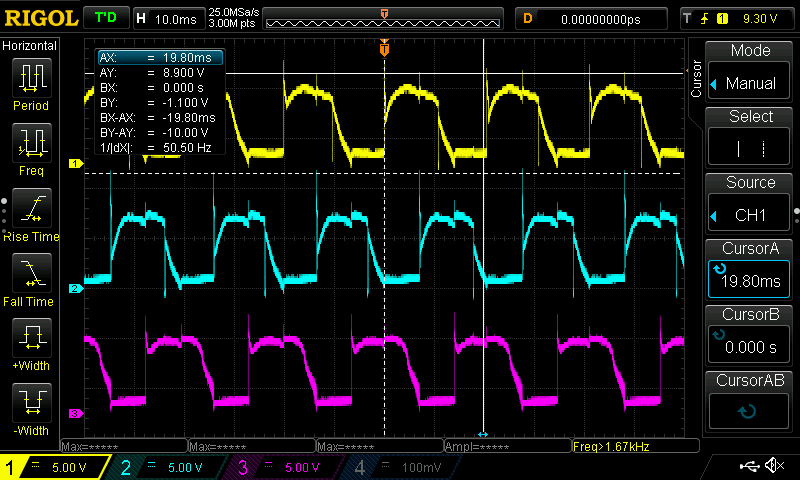 RIGOL T'D H 10.0ms 25.0MSa/s 3.00M pts T D 0.00000000ps T 1 9.30 V
Horizontal
Period
Freq
Rise Time
Fall Time
+Width
-Width
T
AX: = 19.80ms
AY: = 8.900 V
BX: = 0.000 s
BY: = -1.100 V
BX-AX: = -19.80ms
BY-AY: = -10.00 V
1/|dX|: = 50.50 Hz
1
2
3
Cursor
Mode
Manual
Select
Source
CH1
CursorA
19.80ms
CursorB
0.000 s
CursorAB
Max=***** Max=***** Max=***** Ampl=***** Freq>1.67kHz
1 5.00 V 2 5.00 V 3 5.00 V 4 100mV